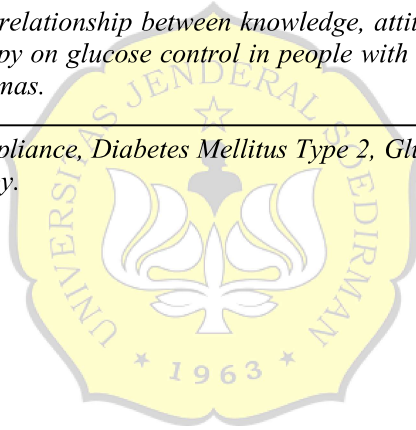 relationship between knowledge, attit
py on glucose control in people with
mas.
pliance, Diabetes Mellitus Type 2, Glu
y.
UNIVERSITAS JENDERAL SOEDIRMAN
1963